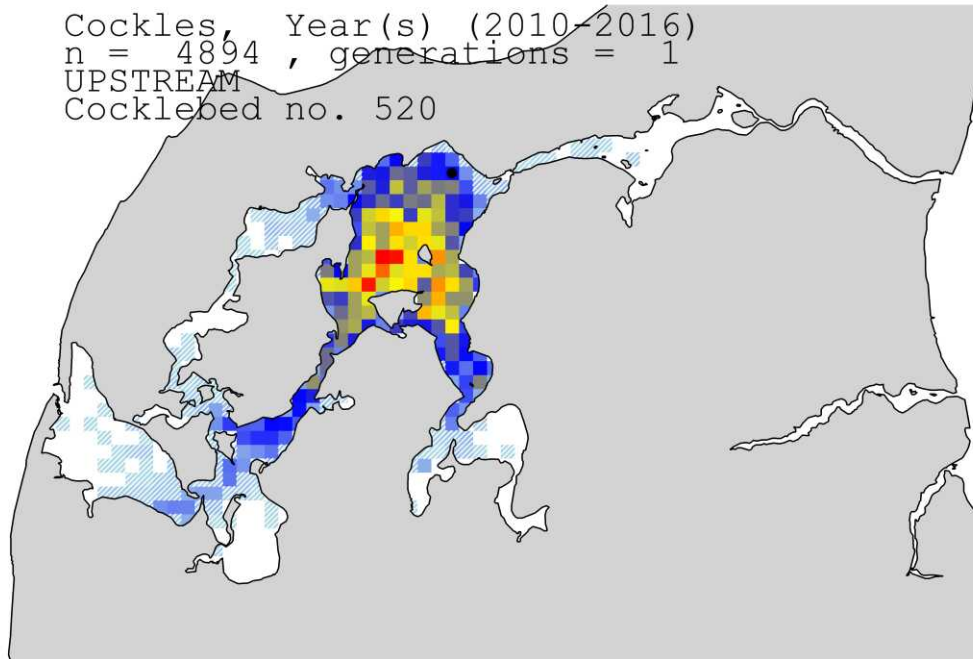 Cockles, Year(s) (2010-2016)
n = 4894 , generations = 1
UPSTREAM
Cocklebed no. 520